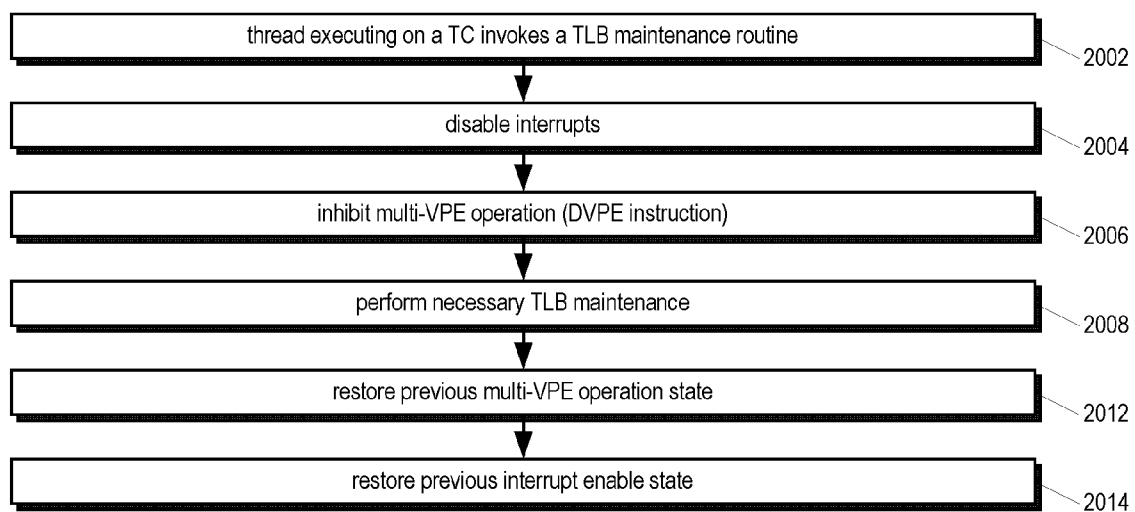 thread executing on a TC invokes a TLB maintenance routine
2002
disable interrupts
2004
inhibit multi-VPE operation (DVPE instruction)
2006
perform necessary TLB maintenance
2008
restore previous multi-VPE operation state
2012
restore previous interrupt enable state
2014